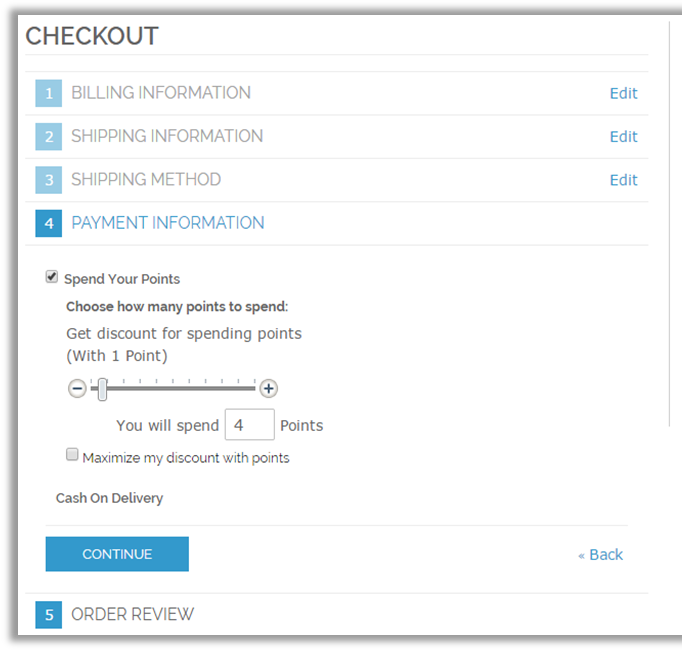 CHECKOUT
1 BILLING INFORMATION Edit
2 SHIPPING INFORMATION Edit
3 SHIPPING METHOD Edit
4 PAYMENT INFORMATION
Spend Your Points
Choose how many points to spend:
Get discount for spending points
(With 1 Point)
You will spend 4 Points
Maximize my discount with points
Cash On Delivery
CONTINUE « Back
5 ORDER REVIEW